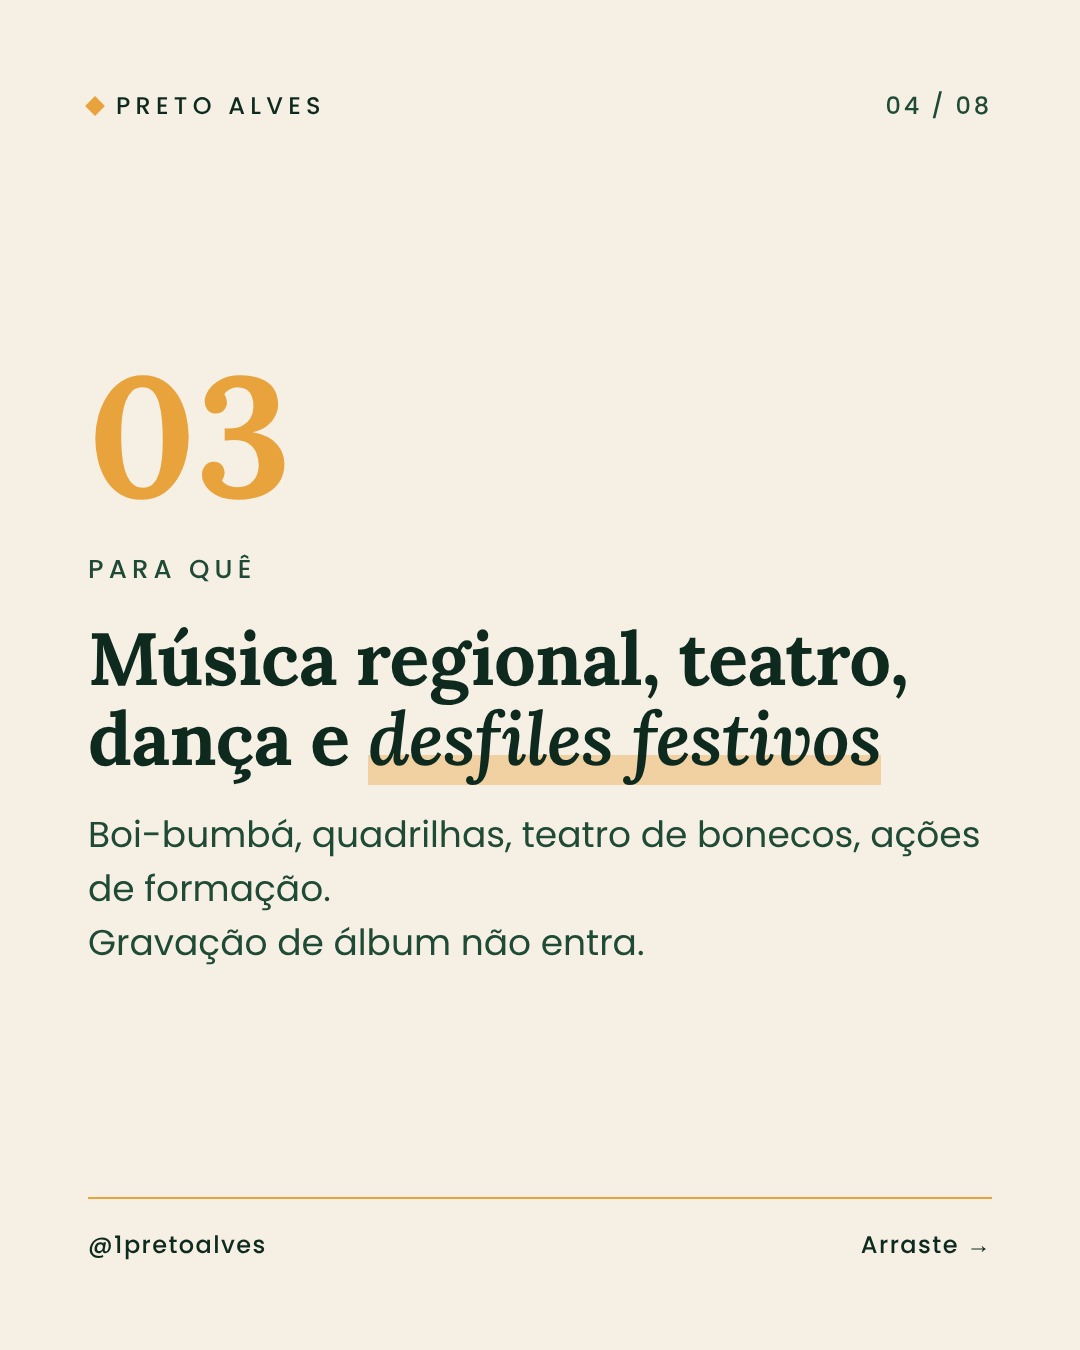 PRETO ALVES
04 / 08
03
PARA QUÊ
Música regional, teatro,
dança e desfiles festivos
Boi-bumbá, quadrilhas, teatro de bonecos, ações
de formação.
Gravação de álbum não entra.
@1pretoalves
Arraste →